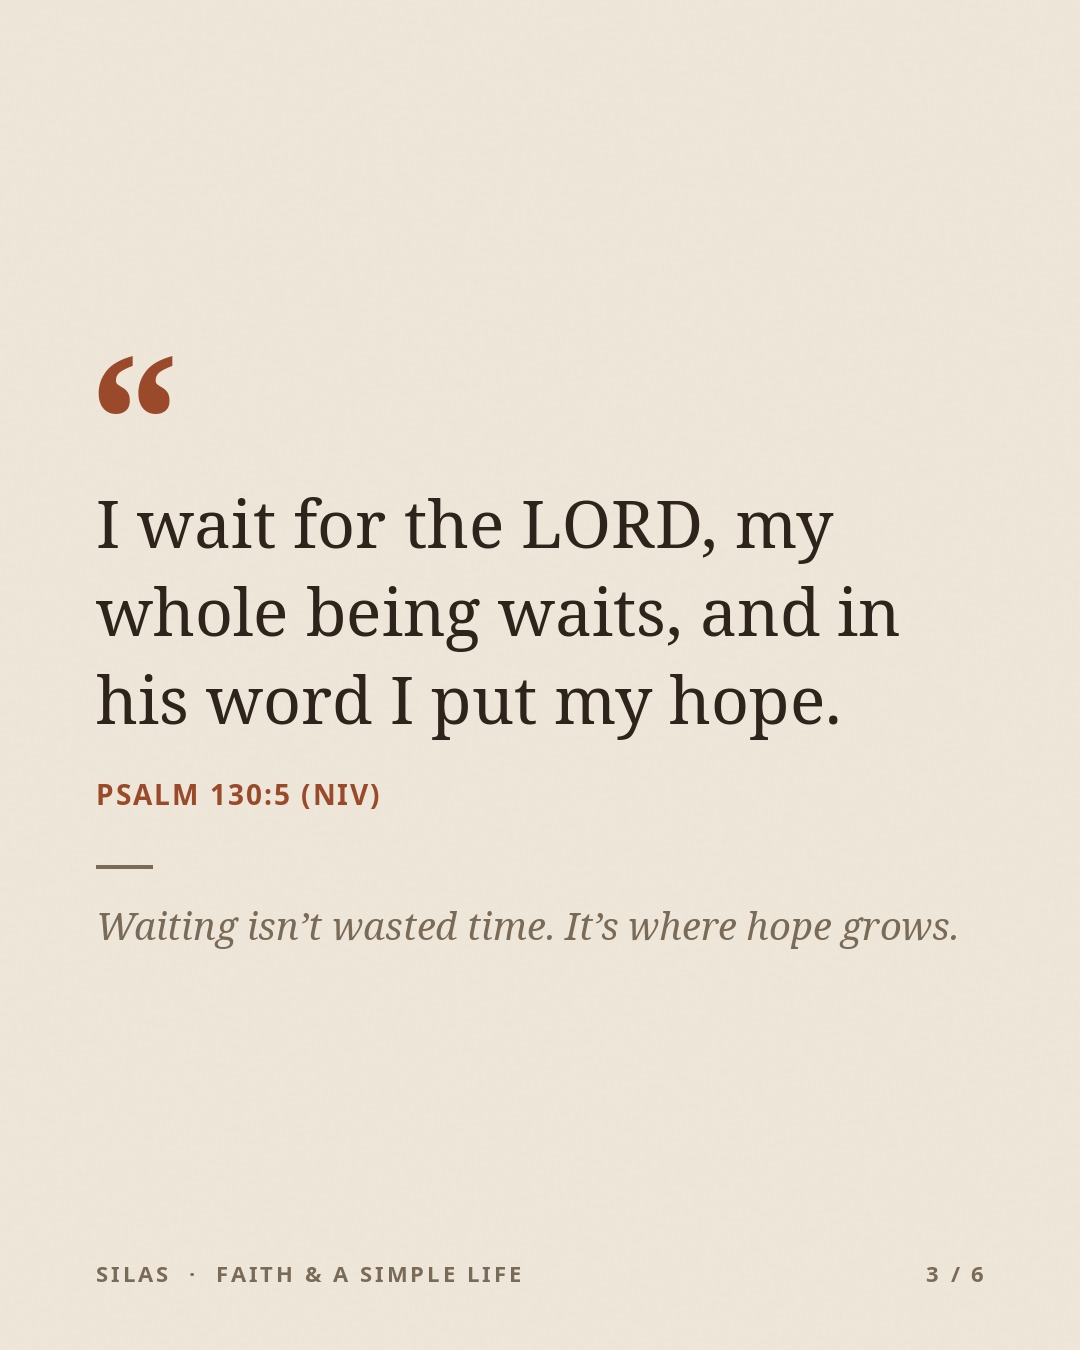 “
I wait for the LORD, my
whole being waits, and in
his word I put my hope.
PSALM 130:5 (NIV)
Waiting isn’t wasted time. It’s where hope grows.
SILAS · FAITH & A SIMPLE LIFE
3 / 6